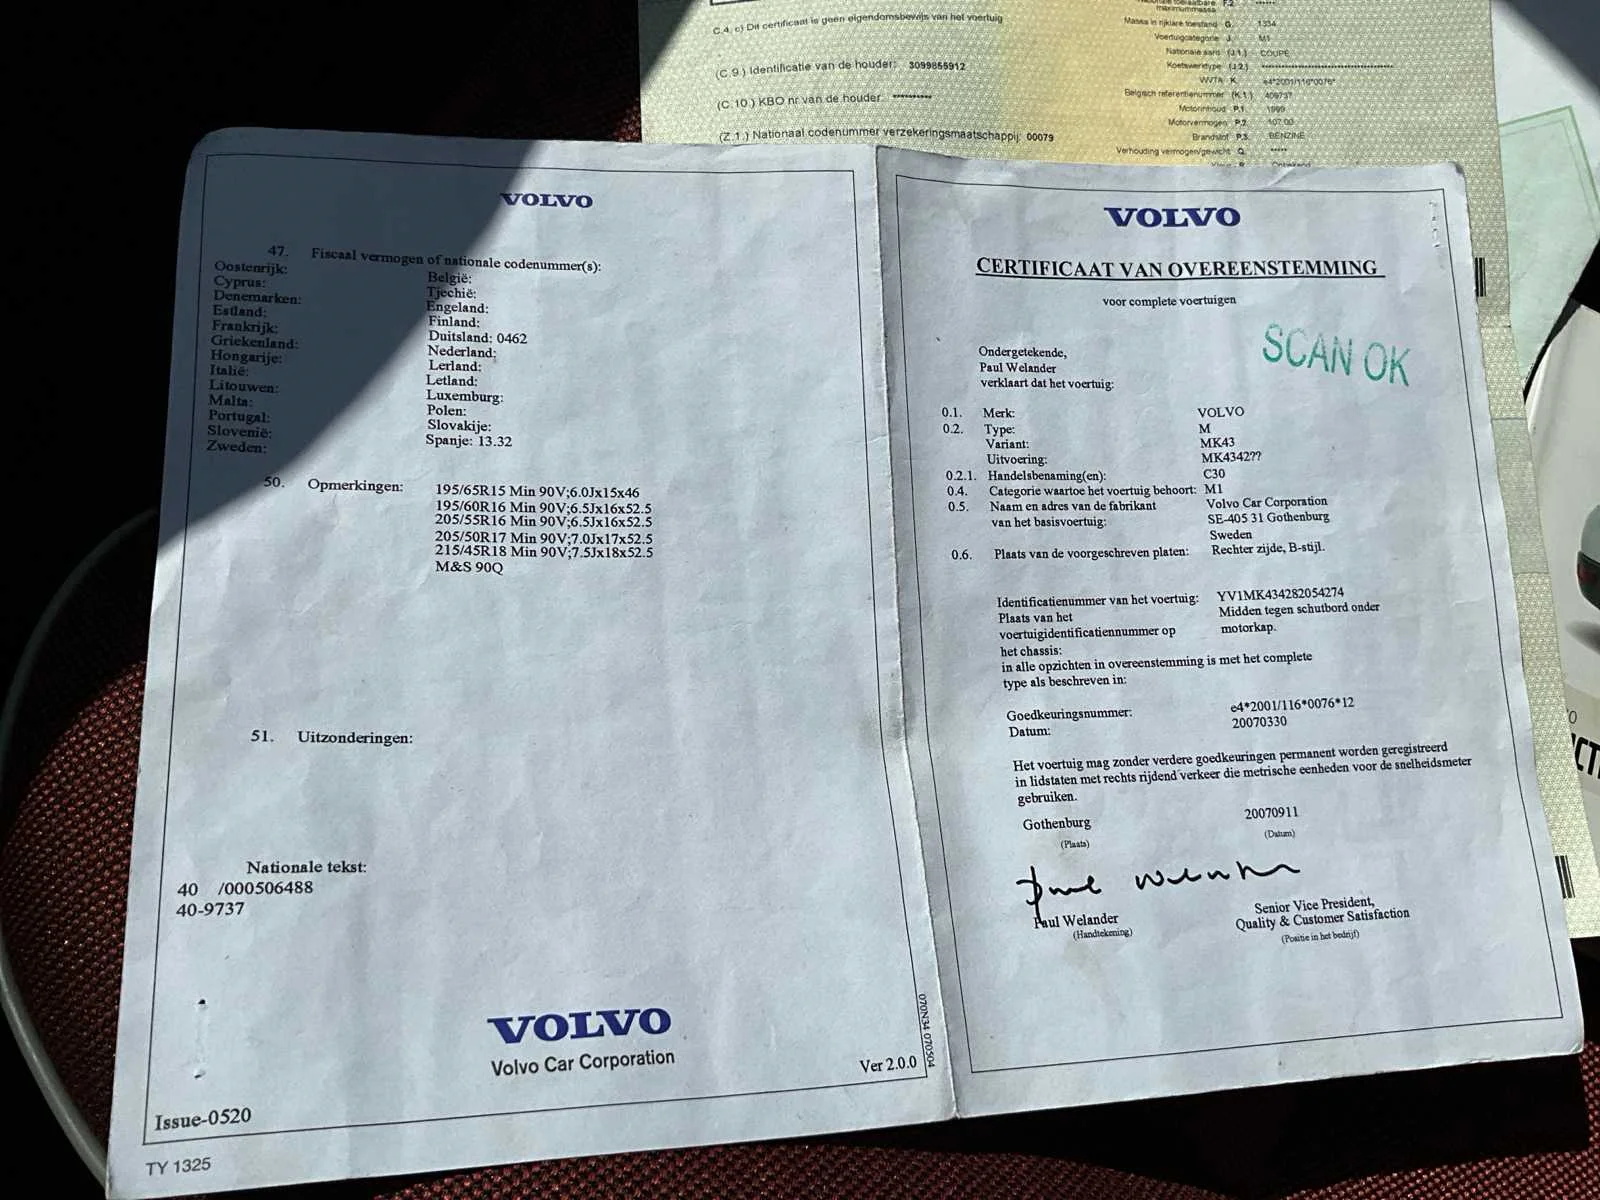 C.4. c) Dit certificaat is geen eigendomsbewijs van het voertuig
(C.9.) Identificatie van de houder: 3099855912
(C.10.) KBO nr van de houder: **********
(Z.1.) Nationaal codenummer verzekeringsmaatschappij: 00079
maximummassa
Massa in rijklare toestand G. 1334
Voertuigcategorie J. M1
Nationale aard (J.1.) COUPE
Koetswerktype (J.2.)
WVTA K. e4*2001/116*0076*
Belgisch referentienummer (K.1.) 409737
Motorinhoud P.1. 1999
Motorvermogen P.2. 107.00
Brandstof P.3. BENZINE
Verhouding vermogen/gewicht Q. *****
VOLVO
47. Fiscaal vermogen of nationale codenummer(s):
Oostenrijk: België:
Cyprus: Tjechië:
Denemarken: Engeland:
Estland: Finland:
Frankrijk: Duitsland: 0462
Griekenland: Nederland:
Hongarije: Lerland:
Italië: Letland:
Litouwen: Luxemburg:
Malta: Polen:
Portugal: Slovakije:
Slovenië: Spanje: 13.32
Zweden:
50. Opmerkingen: 195/65R15 Min 90V;6.0Jx15x46
195/60R16 Min 90V;6.5Jx16x52.5
205/55R16 Min 90V;6.5Jx16x52.5
205/50R17 Min 90V;7.0Jx17x52.5
215/45R18 Min 90V;7.5Jx18x52.5
M&S 90Q
51. Uitzonderingen:
Nationale tekst:
40 /000506488
40-9737
VOLVO
Volvo Car Corporation
Ver 2.0.0
070N34 070504
Issue-0520
TY 1325
VOLVO
CERTIFICAAT VAN OVEREENSTEMMING
voor complete voertuigen
SCAN OK
Ondergetekende,
Paul Welander
verklaart dat het voertuig:
0.1. Merk: VOLVO
0.2. Type: M
Variant: MK43
Uitvoering: MK4342??
0.2.1. Handelsbenaming(en): C30
0.4. Categorie waartoe het voertuig behoort: M1
0.5. Naam en adres van de fabrikant Volvo Car Corporation
van het basisvoertuig: SE-405 31 Gothenburg
Sweden
0.6. Plaats van de voorgeschreven platen: Rechter zijde, B-stijl.
Identificatienummer van het voertuig: YV1MK434282054274
Plaats van het Midden tegen schutbord onder
voertuigidentificatiennummer op motorkap.
het chassis:
in alle opzichten in overeenstemming is met het complete
type als beschreven in:
Goedkeuringsnummer: e4*2001/116*0076*12
Datum: 20070330
Het voertuig mag zonder verdere goedkeuringen permanent worden geregistreerd
in lidstaten met rechts rijdend verkeer die metrische eenheden voor de snelheidsmeter
gebruiken.
Gothenburg 20070911
(Plaats) (Datum)
Paul Welander Senior Vice President,
(Handtekening) Quality & Customer Satisfaction
(Positie in het bedrijf)